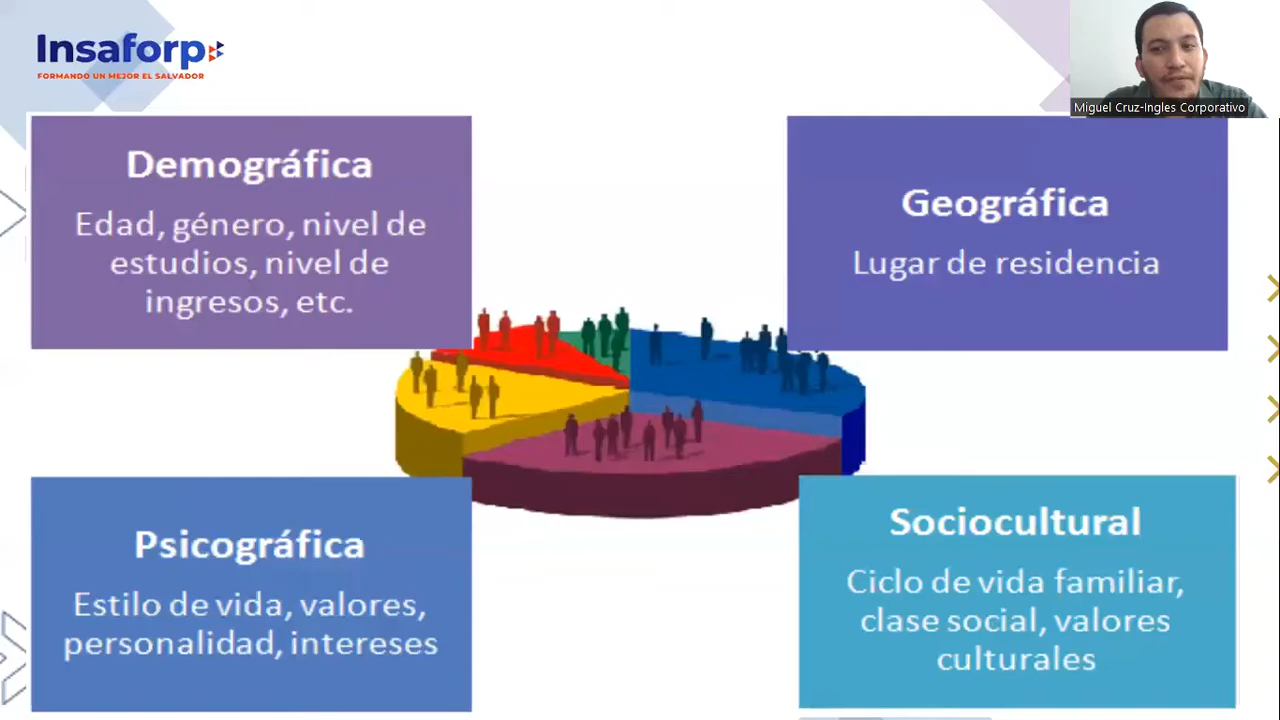 Insaforp
FORMANDO UN MEJOR EL SALVADOR
Miguel Cruz-Ingles Corporativo
Demográfica
Edad, género, nivel de
estudios, nivel de
ingresos, etc.
Geográfica
Lugar de residencia
Psicográfica
Estilo de vida, valores,
personalidad, intereses
Sociocultural
Ciclo de vida familiar,
clase social, valores
culturales